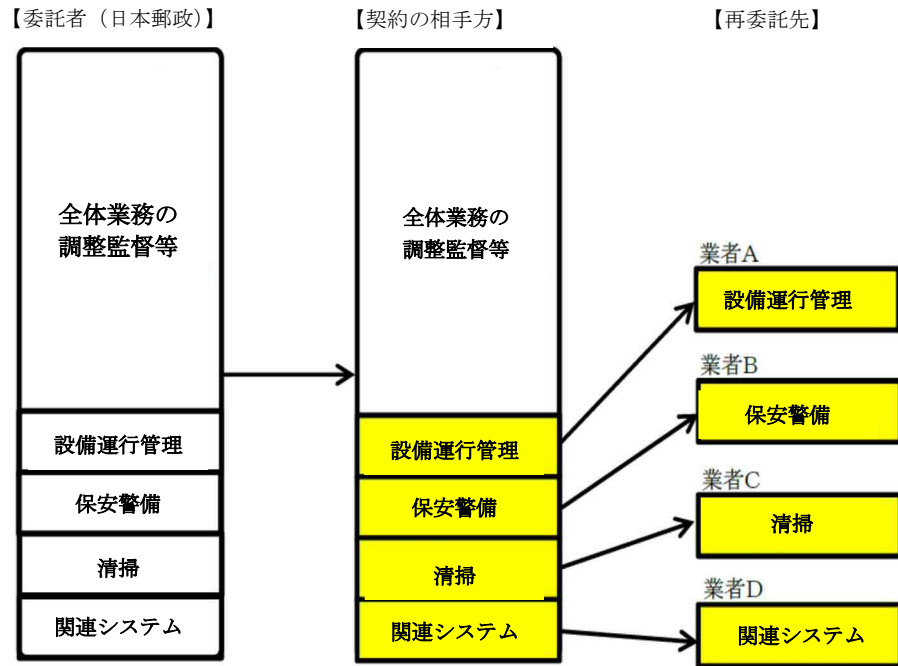 【委託者（日本郵政）】
全体業務の
調整監督等
設備運行管理
保安警備
清掃
関連システム
【契約の相手方】
全体業務の
調整監督等
設備運行管理
保安警備
清掃
関連システム
【再委託先】
業者A
設備運行管理
業者B
保安警備
業者C
清掃
業者D
関連システム